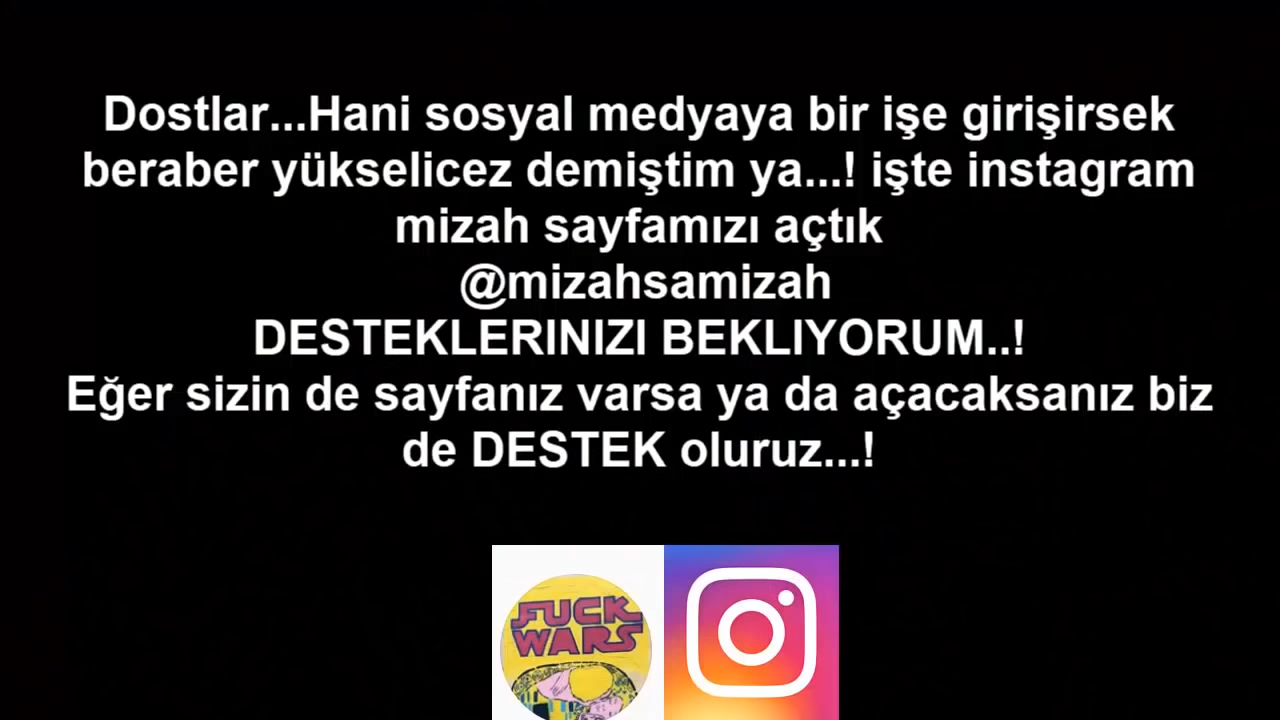 Dostlar...Hani sosyal medyaya bir işe girişirsek
beraber yükselicez demiştim ya...! işte instagram
mizah sayfamızı açtık
@mizahsamizah
DESTEKLERINIZI BEKLIYORUM..!
Eğer sizin de sayfanız varsa ya da açacaksanız biz
de DESTEK oluruz...!
FUCK
WARS